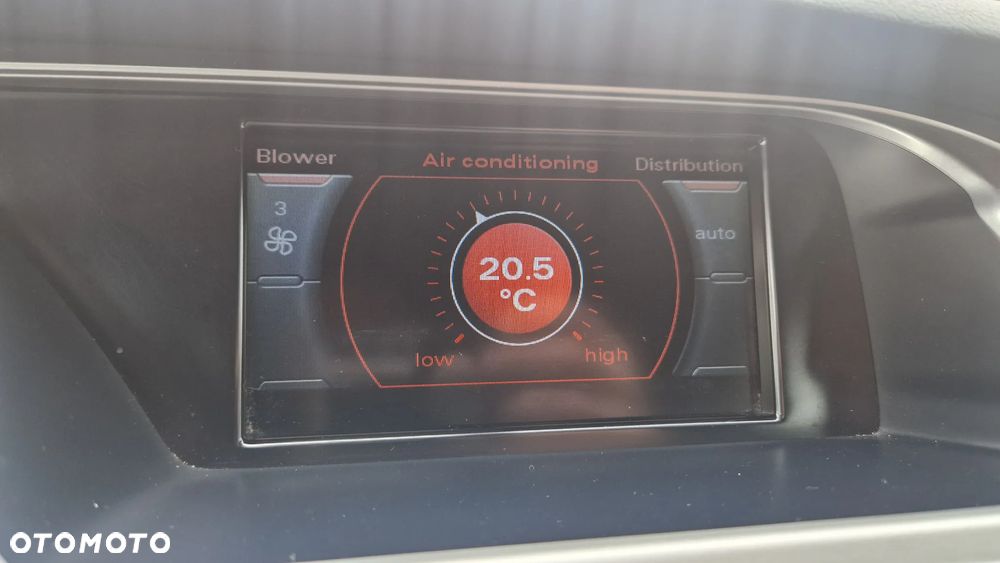 Blower
Air conditioning
Distribution
3
auto
20.5
°C
low
high
OTOMOTO